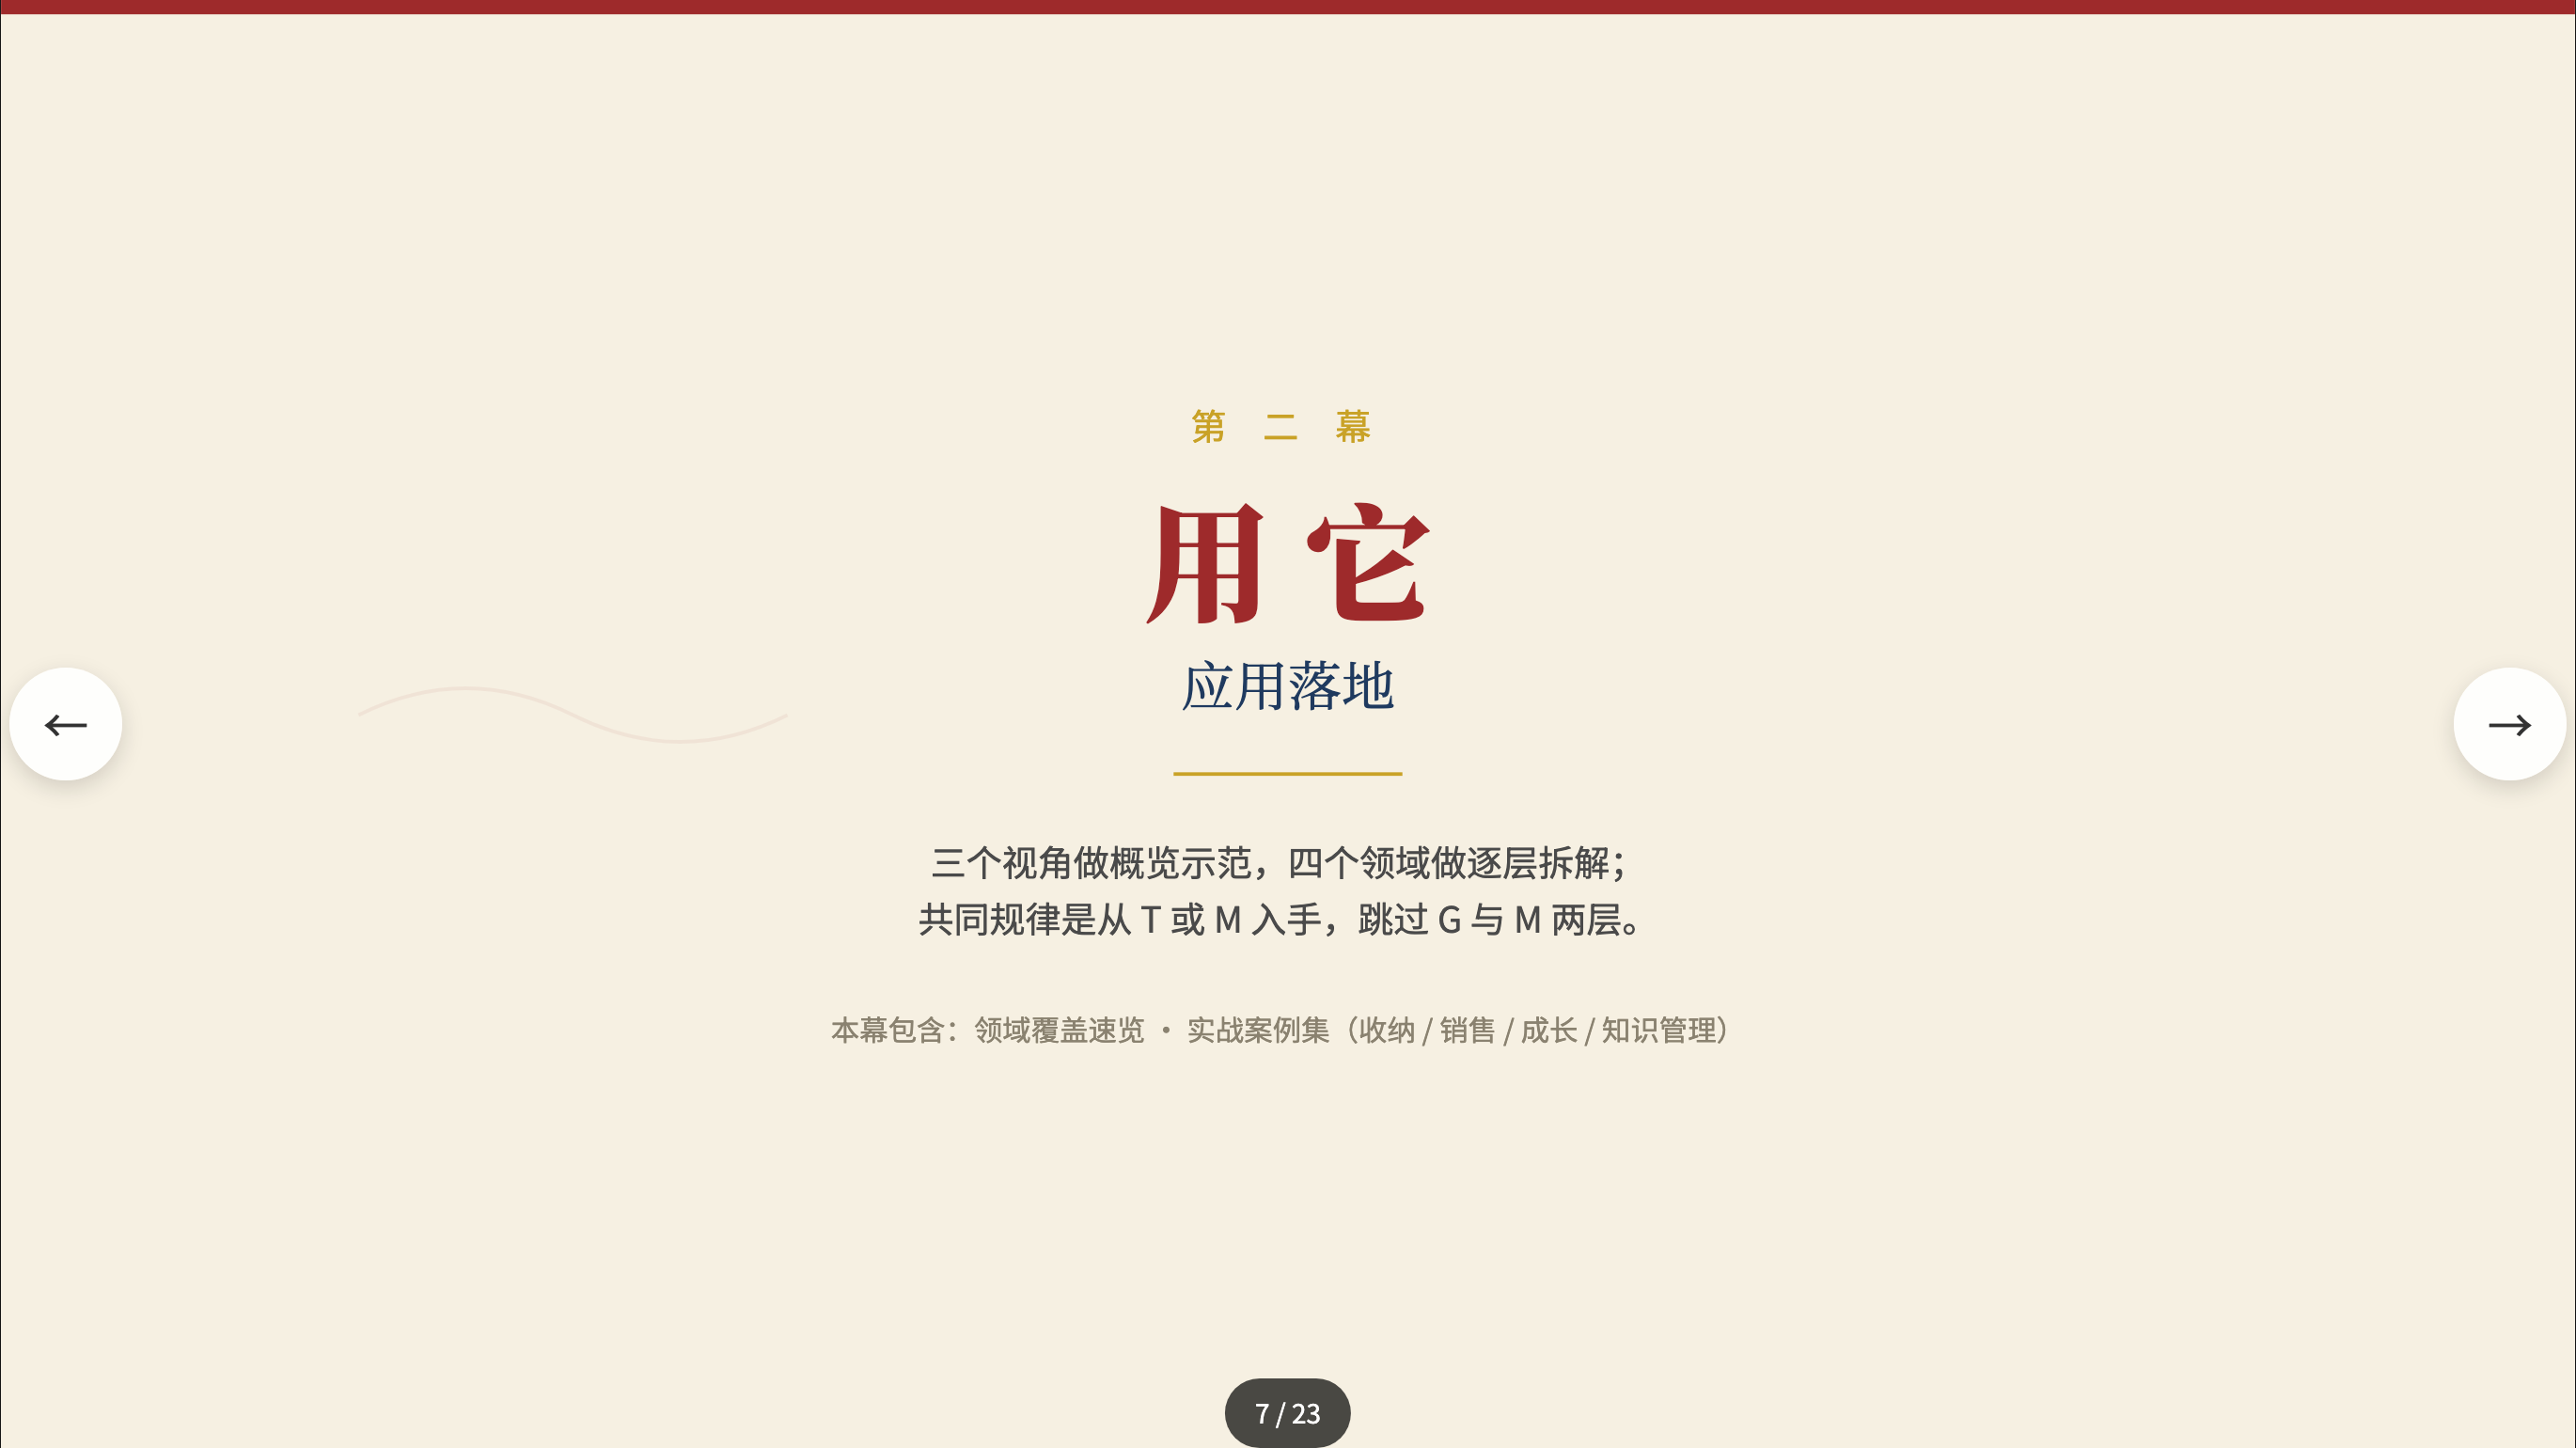 第二幕
用它
应用落地
三个视角做概览示范，四个领域做逐层拆解；
共同规律是从 T 或 M 入手，跳过 G 与 M 两层。
本幕包含：领域覆盖速览 · 实战案例集（收纳 / 销售 / 成长 / 知识管理）
←
→
7 / 23